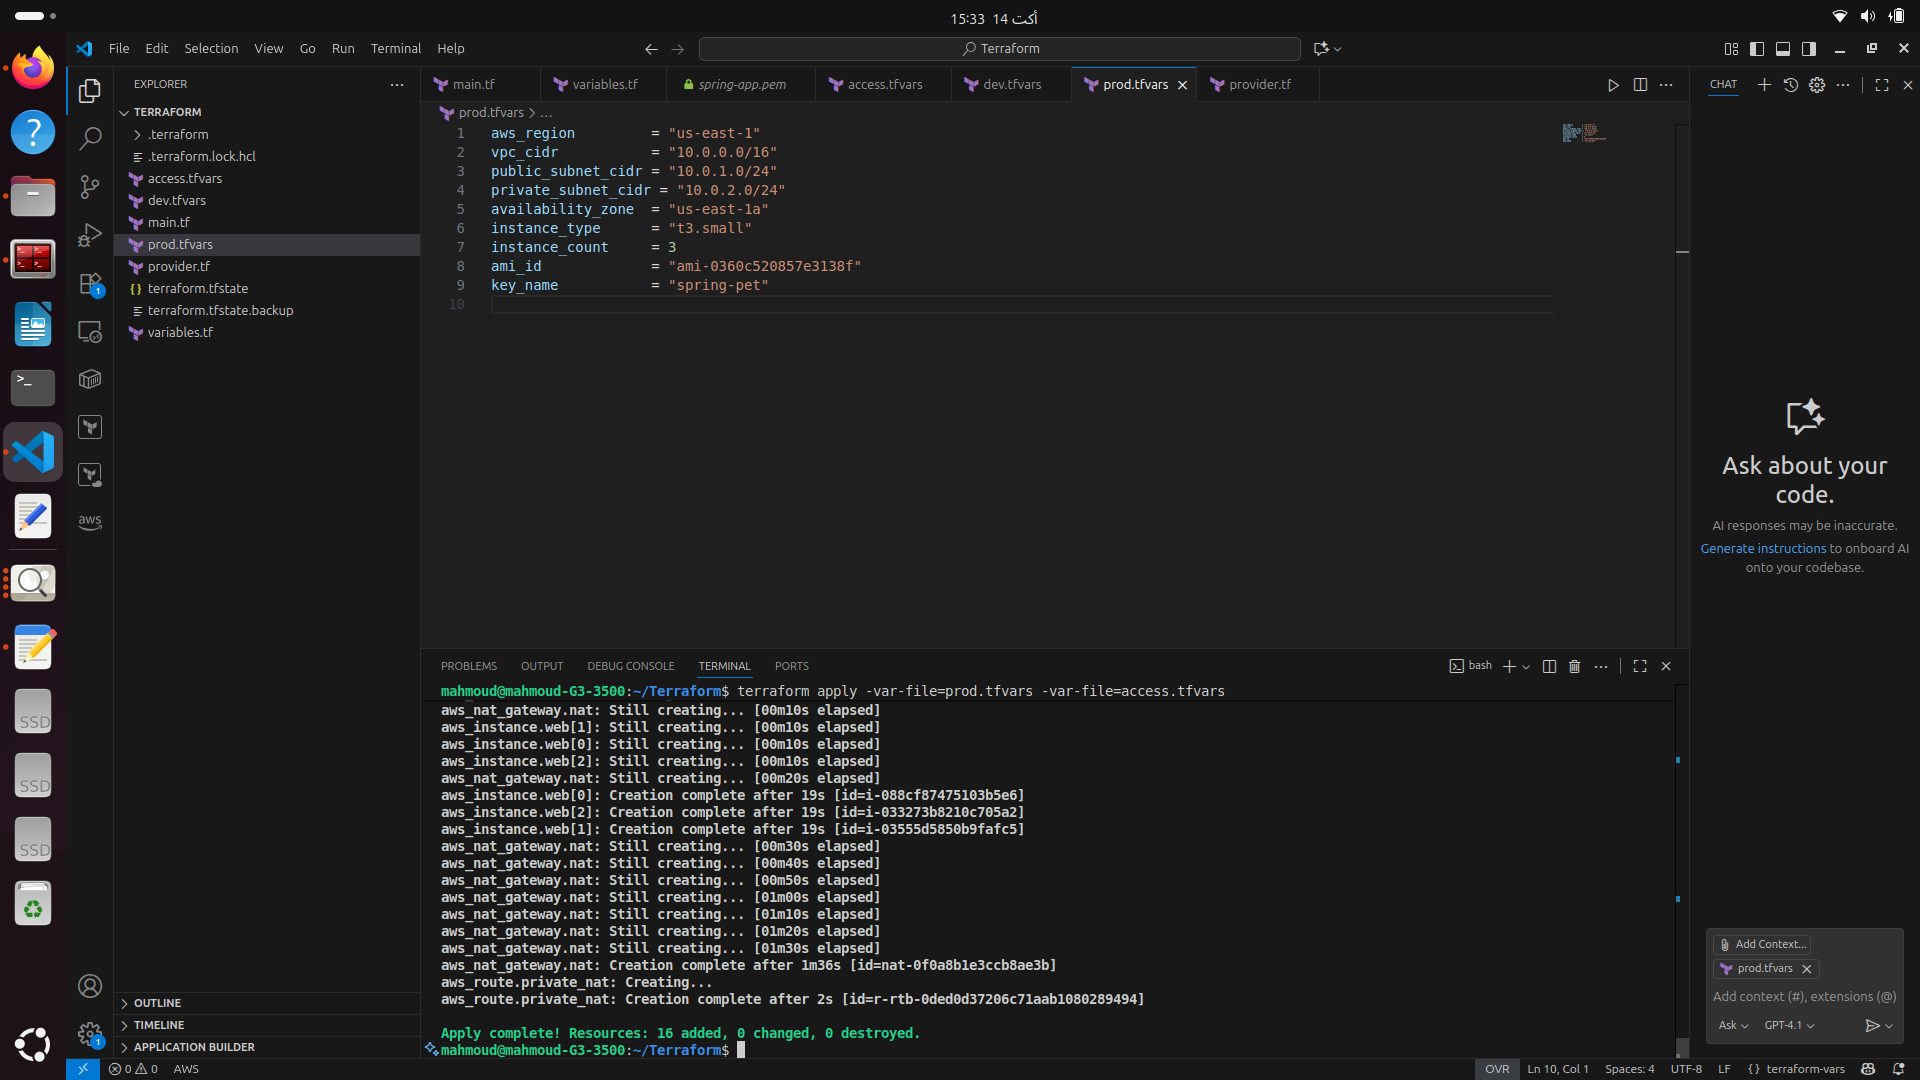 15:33 14 أكت
File Edit Selection View Go Run Terminal Help
Terraform
EXPLORER
TERRAFORM
.terraform
.terraform.lock.hcl
access.tfvars
dev.tfvars
main.tf
prod.tfvars
provider.tf
terraform.tfstate
terraform.tfstate.backup
variables.tf
OUTLINE
TIMELINE
APPLICATION BUILDER
aws
1
1
SSD
SSD
SSD
main.tf variables.tf spring-app.pem access.tfvars dev.tfvars prod.tfvars provider.tf
prod.tfvars > ...
1 aws_region = "us-east-1"
2 vpc_cidr = "10.0.0.0/16"
3 public_subnet_cidr = "10.0.1.0/24"
4 private_subnet_cidr = "10.0.2.0/24"
5 availability_zone = "us-east-1a"
6 instance_type = "t3.small"
7 instance_count = 3
8 ami_id = "ami-0360c520857e3138f"
9 key_name = "spring-pet"
10
PROBLEMS OUTPUT DEBUG CONSOLE TERMINAL PORTS
bash
mahmoud@mahmoud-G3-3500:~/Terraform$ terraform apply -var-file=prod.tfvars -var-file=access.tfvars
aws_nat_gateway.nat: Still creating... [00m10s elapsed]
aws_instance.web[1]: Still creating... [00m10s elapsed]
aws_instance.web[0]: Still creating... [00m10s elapsed]
aws_instance.web[2]: Still creating... [00m10s elapsed]
aws_nat_gateway.nat: Still creating... [00m20s elapsed]
aws_instance.web[0]: Creation complete after 19s [id=i-088cf87475103b5e6]
aws_instance.web[2]: Creation complete after 19s [id=i-033273b8210c705a2]
aws_instance.web[1]: Creation complete after 19s [id=i-03555d5850b9fafc5]
aws_nat_gateway.nat: Still creating... [00m30s elapsed]
aws_nat_gateway.nat: Still creating... [00m40s elapsed]
aws_nat_gateway.nat: Still creating... [00m50s elapsed]
aws_nat_gateway.nat: Still creating... [01m00s elapsed]
aws_nat_gateway.nat: Still creating... [01m10s elapsed]
aws_nat_gateway.nat: Still creating... [01m20s elapsed]
aws_nat_gateway.nat: Still creating... [01m30s elapsed]
aws_nat_gateway.nat: Creation complete after 1m36s [id=nat-0f0a8b1e3ccb8ae3b]
aws_route.private_nat: Creating...
aws_route.private_nat: Creation complete after 2s [id=r-rtb-0ded0d37206c71aab1080289494]
Apply complete! Resources: 16 added, 0 changed, 0 destroyed.
mahmoud@mahmoud-G3-3500:~/Terraform$
CHAT
Ask about your
code.
AI responses may be inaccurate.
Generate instructions to onboard AI
onto your codebase.
Add Context...
prod.tfvars
Add context (#), extensions (@)
Ask GPT-4.1
0 0 AWS
OVR Ln 10, Col 1 Spaces: 4 UTF-8 LF {} terraform-vars